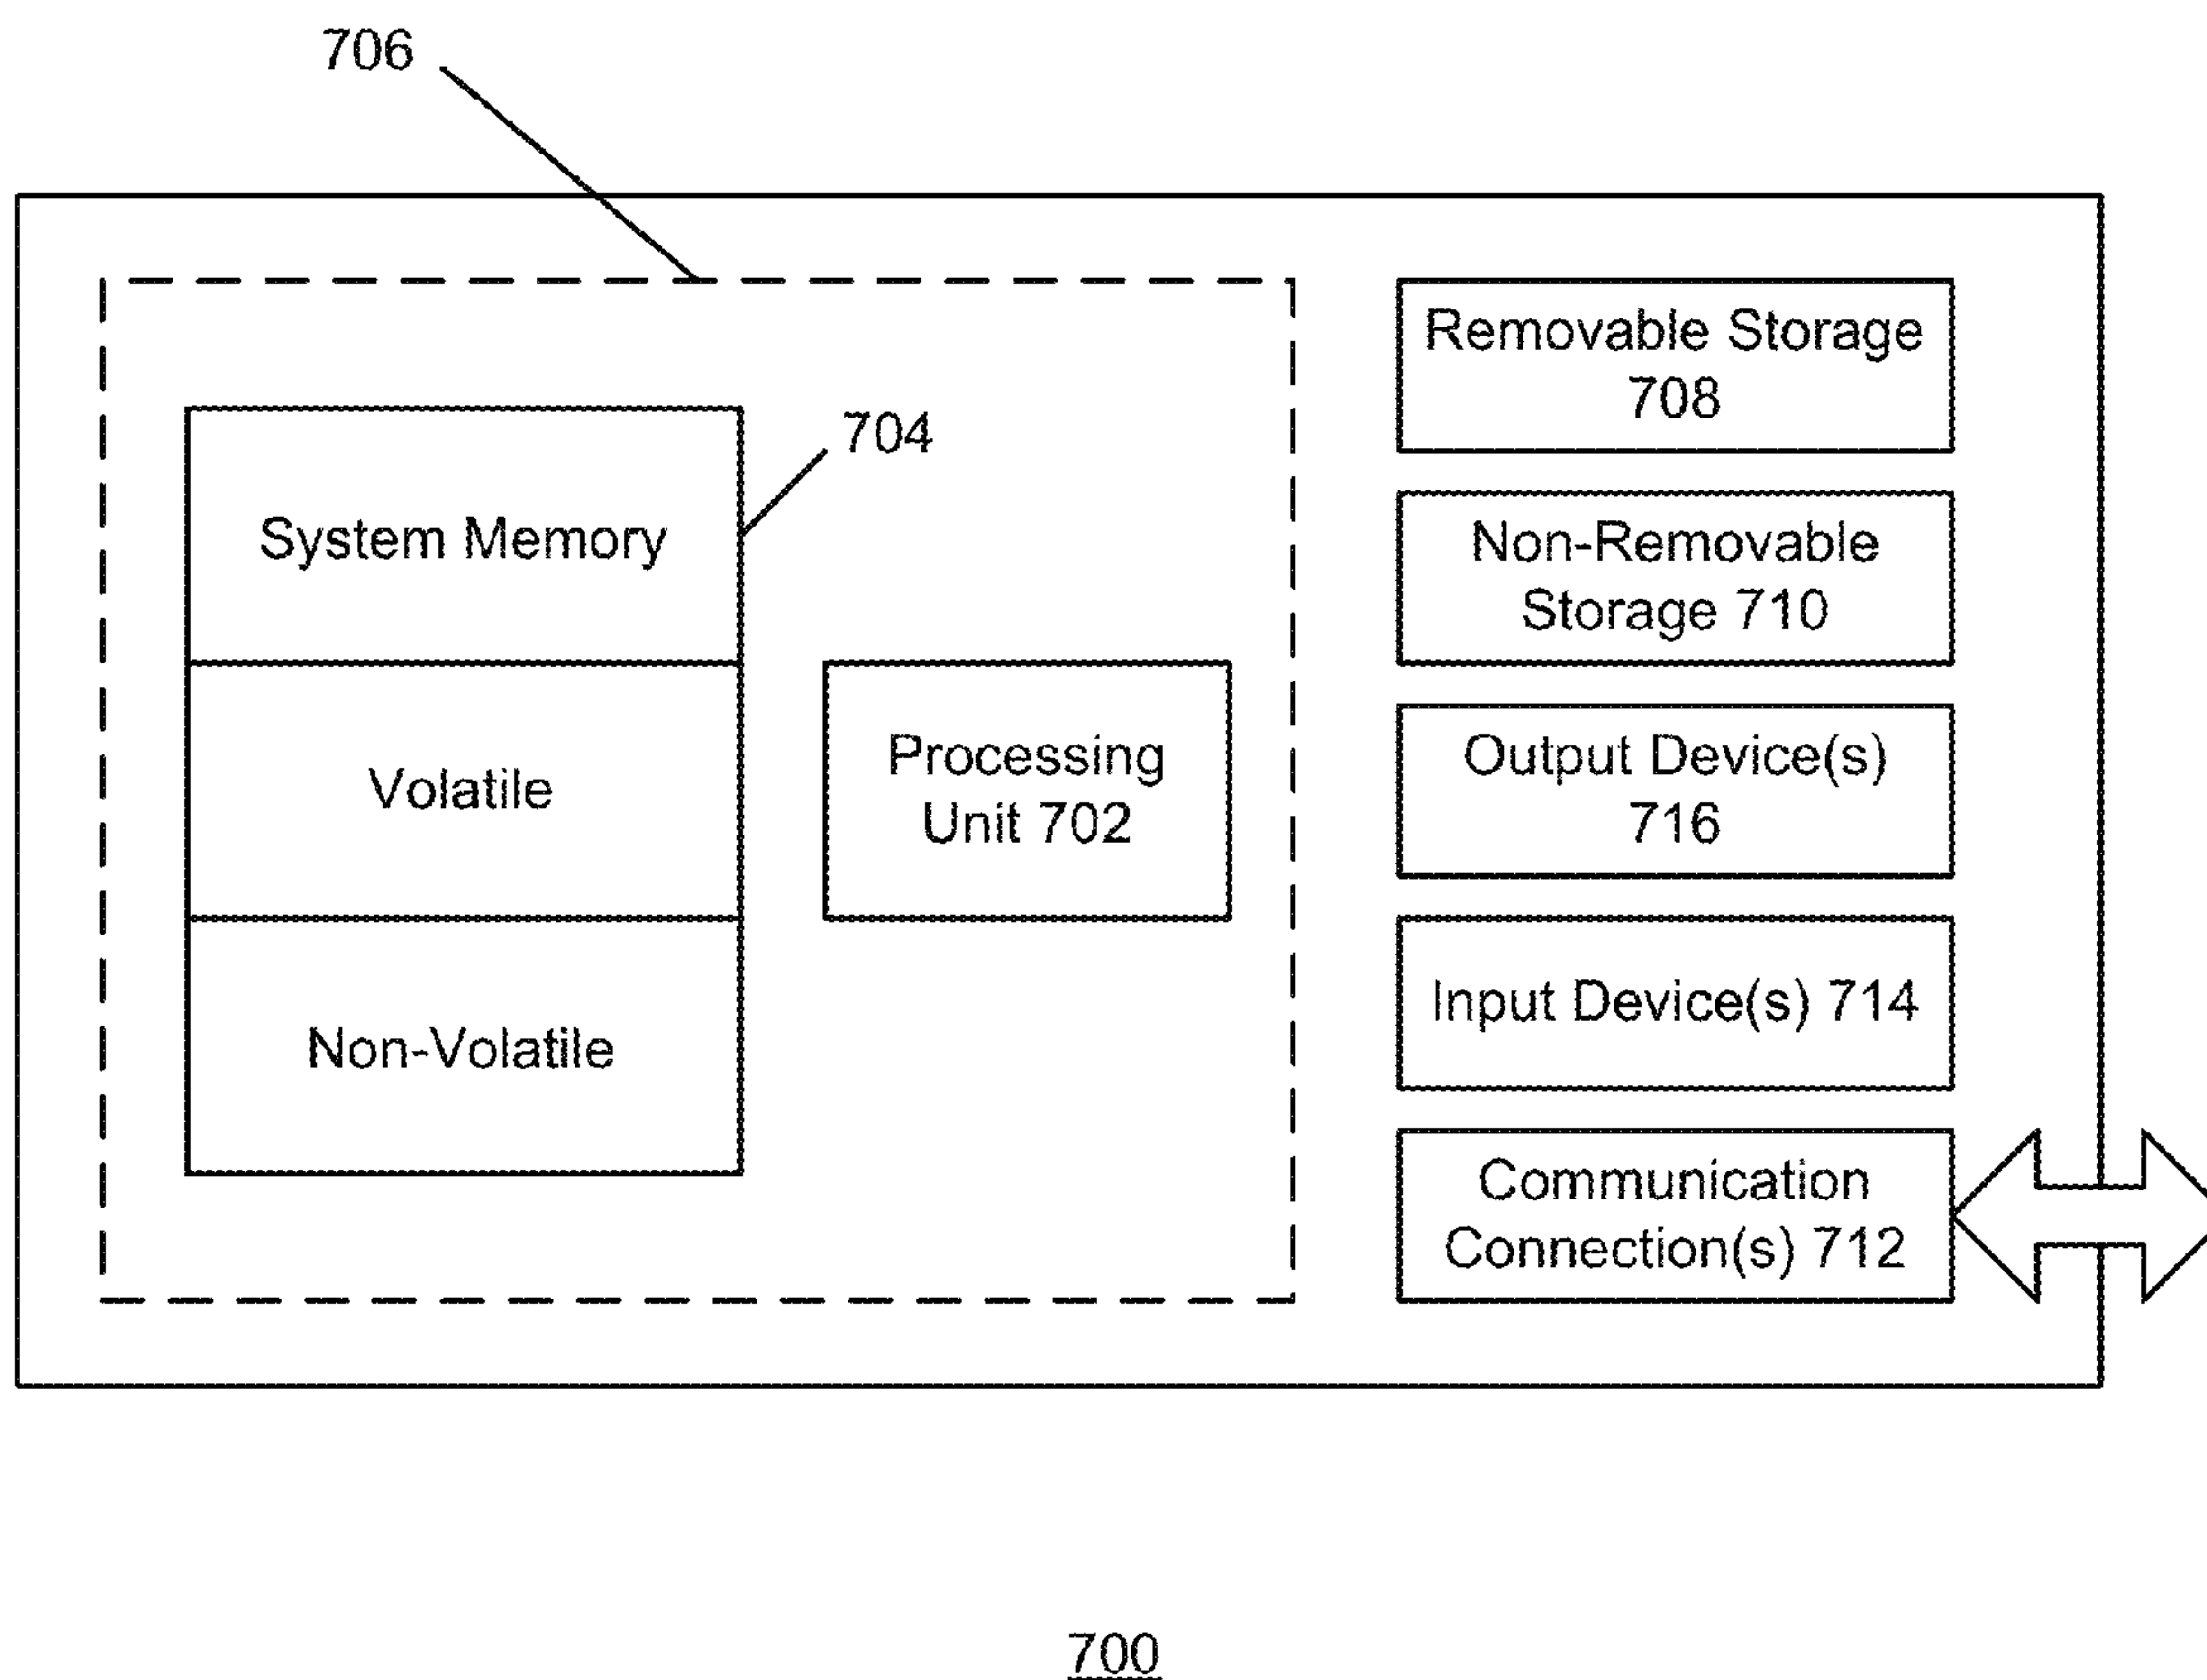 706
704
System Memory
Volatile
Non-Volatile
Processing
Unit 702
Removable Storage
708
Non-Removable
Storage 710
Output Device(s)
716
Input Device(s) 714
Communication
Connection(s) 712
700